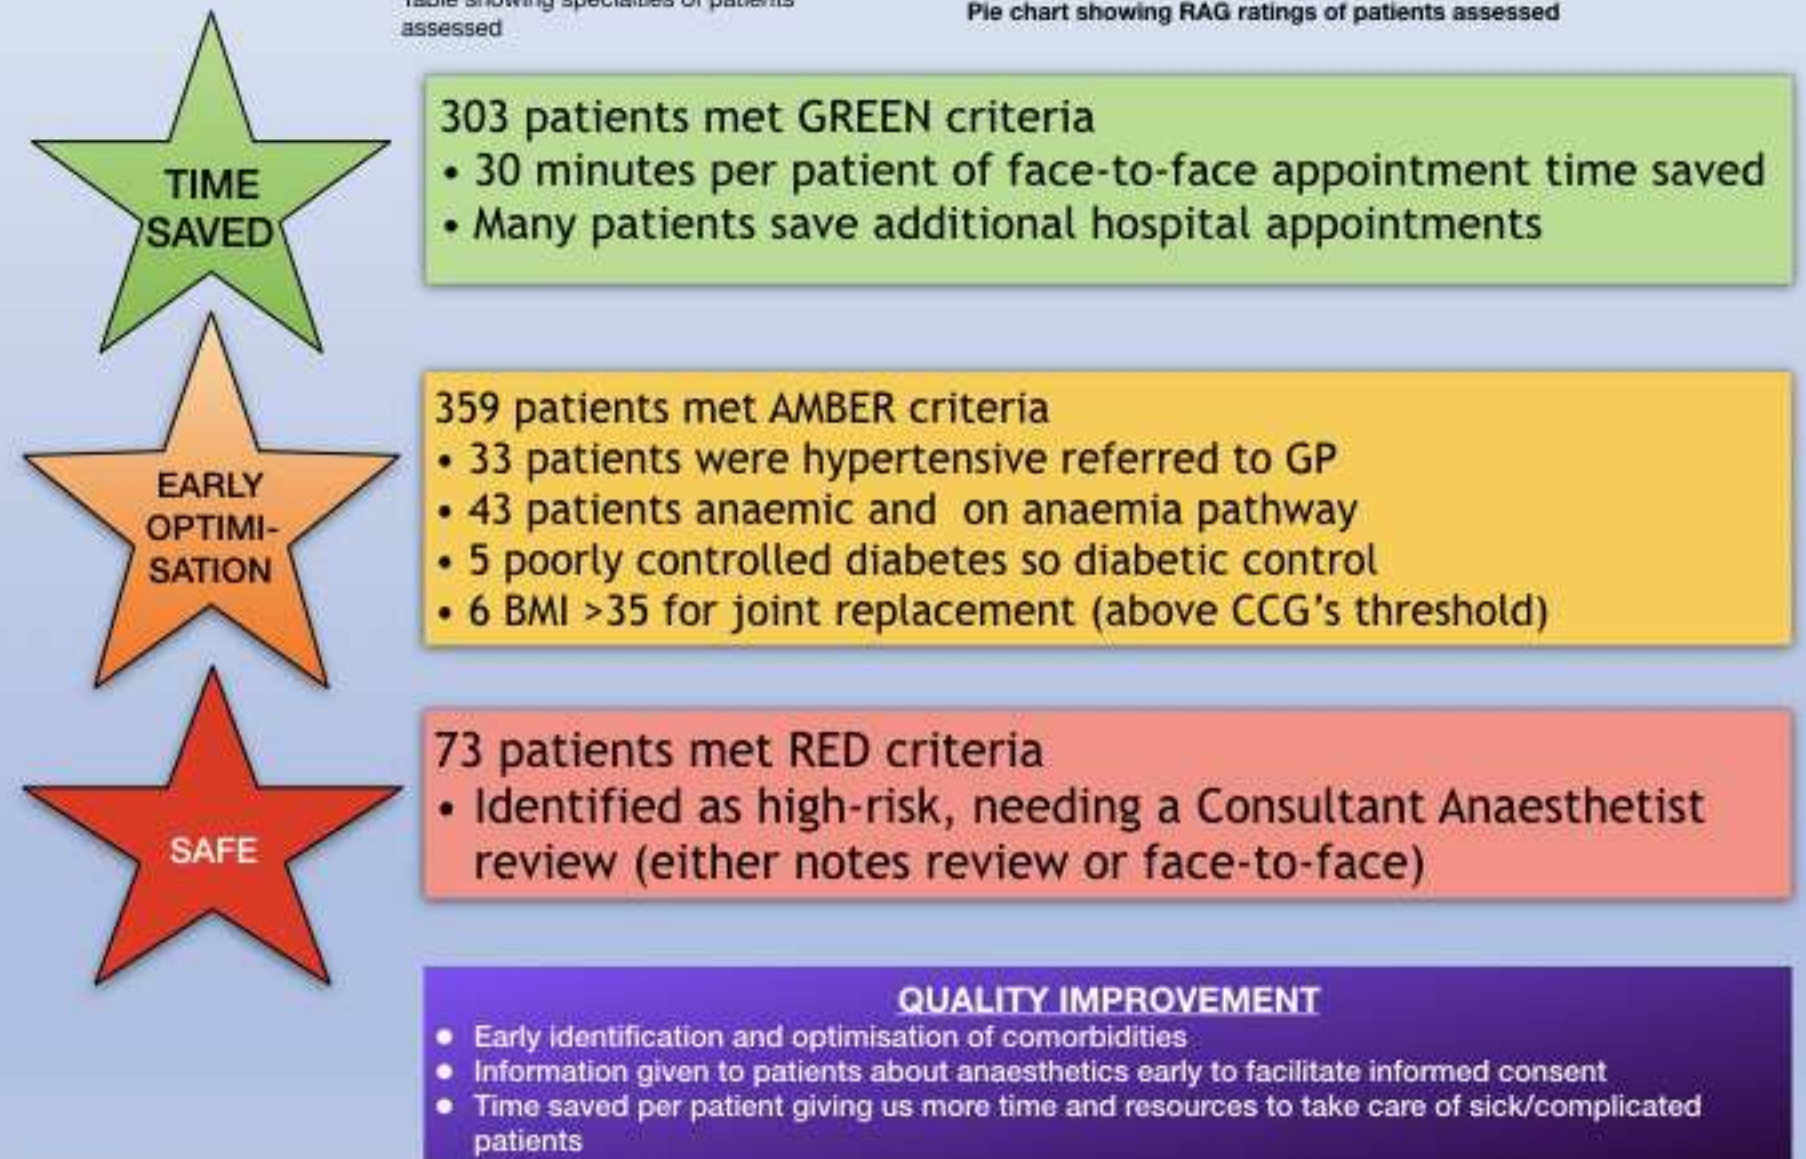 Table showing specialties of patients
assessed
Pie chart showing RAG ratings of patients assessed
TIME
SAVED
303 patients met GREEN criteria
• 30 minutes per patient of face-to-face appointment time saved
• Many patients save additional hospital appointments
EARLY
OPTIMI-
SATION
359 patients met AMBER criteria
• 33 patients were hypertensive referred to GP
• 43 patients anaemic and  on anaemia pathway
• 5 poorly controlled diabetes so diabetic control
• 6 BMI >35 for joint replacement (above CCG's threshold)
SAFE
73 patients met RED criteria
• Identified as high-risk, needing a Consultant Anaesthetist
review (either notes review or face-to-face)
QUALITY IMPROVEMENT
• Early identification and optimisation of comorbidities
• Information given to patients about anaesthetics early to facilitate informed consent
• Time saved per patient giving us more time and resources to take care of sick/complicated
patients